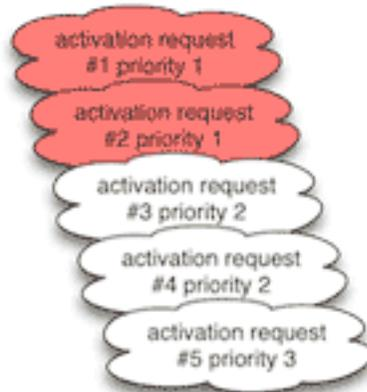 activation request
#1 priority 1
activation request
#2 priority 1
activation request
#3 priority 2
activation request
#4 priority 2
activation request
#5 priority 3